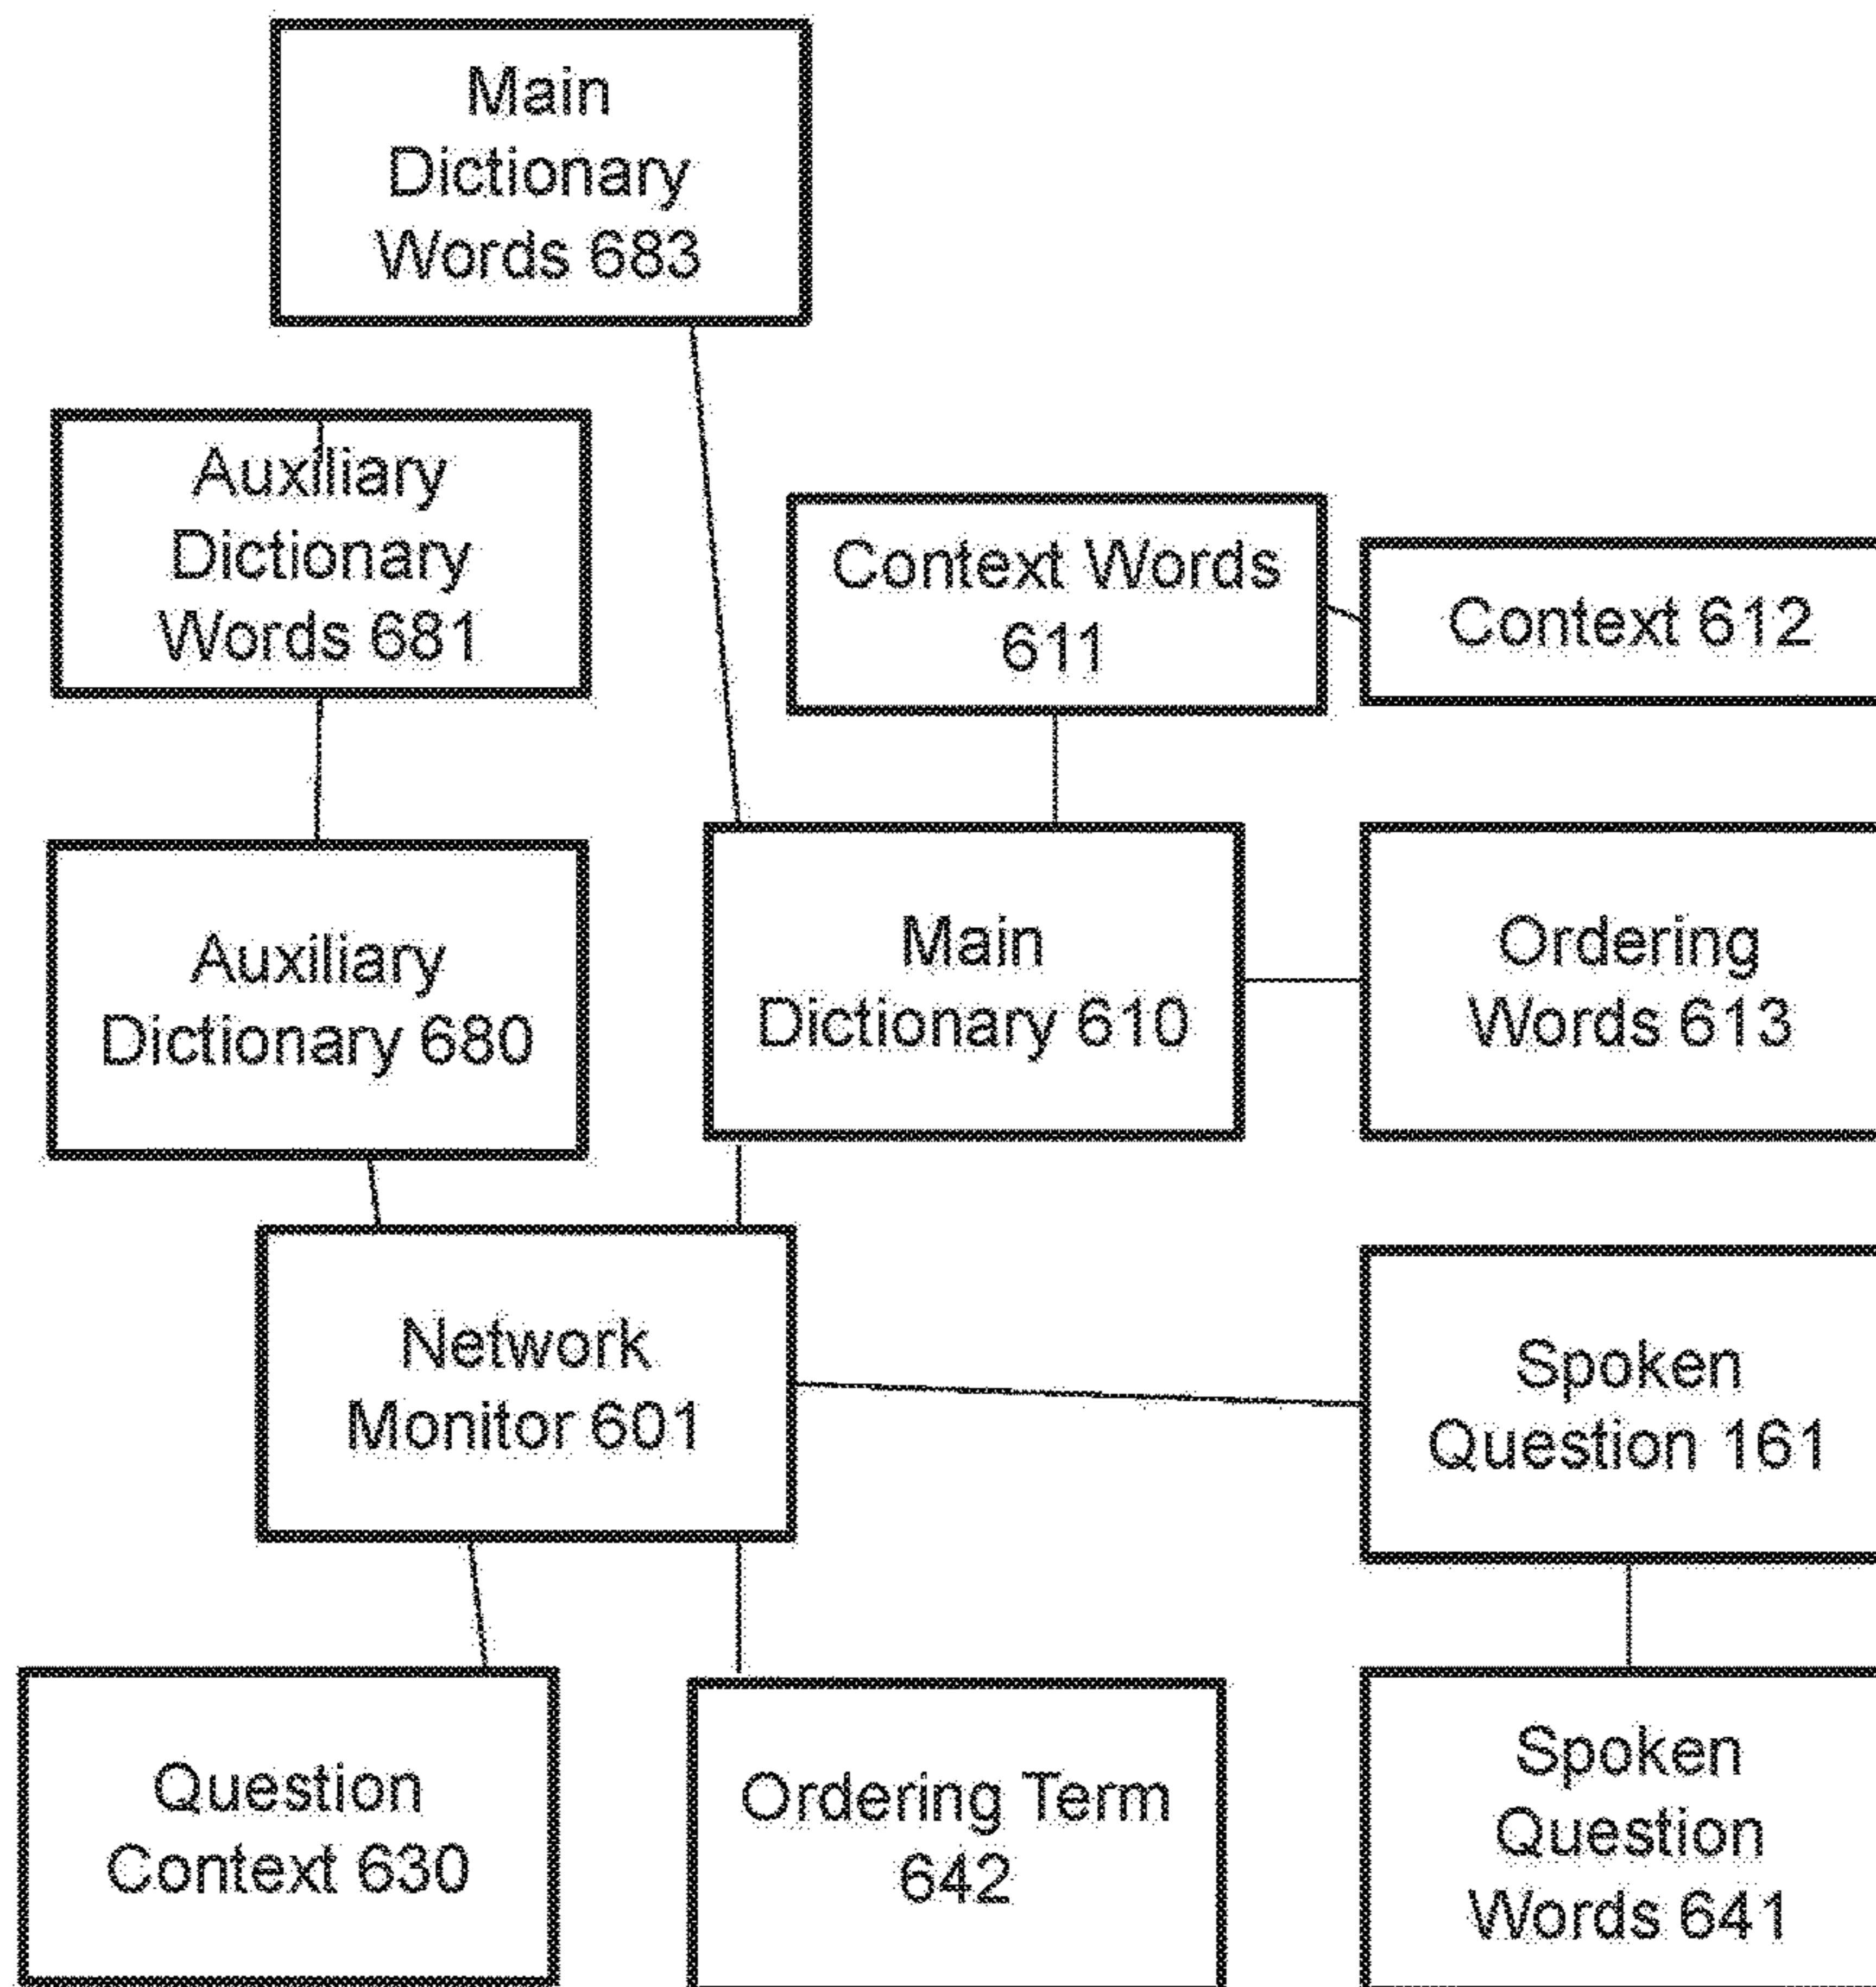 Main
Dictionary
Words 683
Auxiliary
Dictionary
Words 681
Context Words
611
Context 612
Auxiliary
Dictionary 680
Main
Dictionary 610
Ordering
Words 613
Network
Monitor 601
Spoken
Question 161
Question
Context 630
Ordering Term
642
Spoken
Question
Words 641